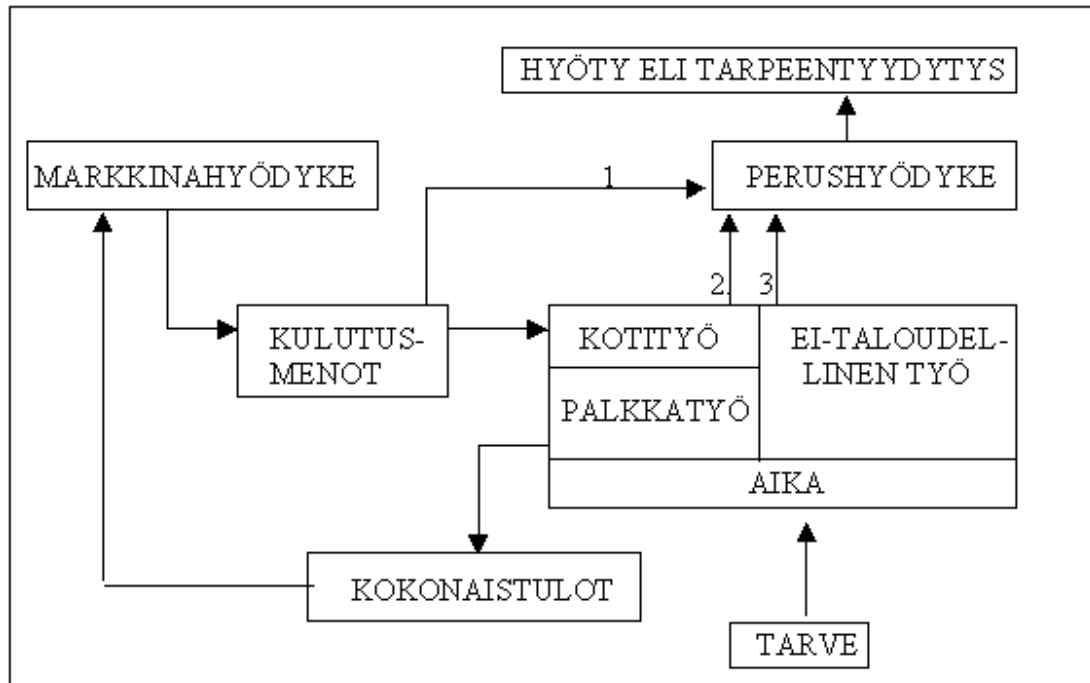 HYÖTY ELI TARPEENTYYDYTYS
MARKKINAHYÖDYKE
1
PERUSHYÖDYKE
2.
3
KULUTUS-
MENOT
KOTITYÖ
EI-TALOUDEL-
LINEN TYÖ
PALKKATYÖ
AIKA
KOKONAISTULOT
TARVE